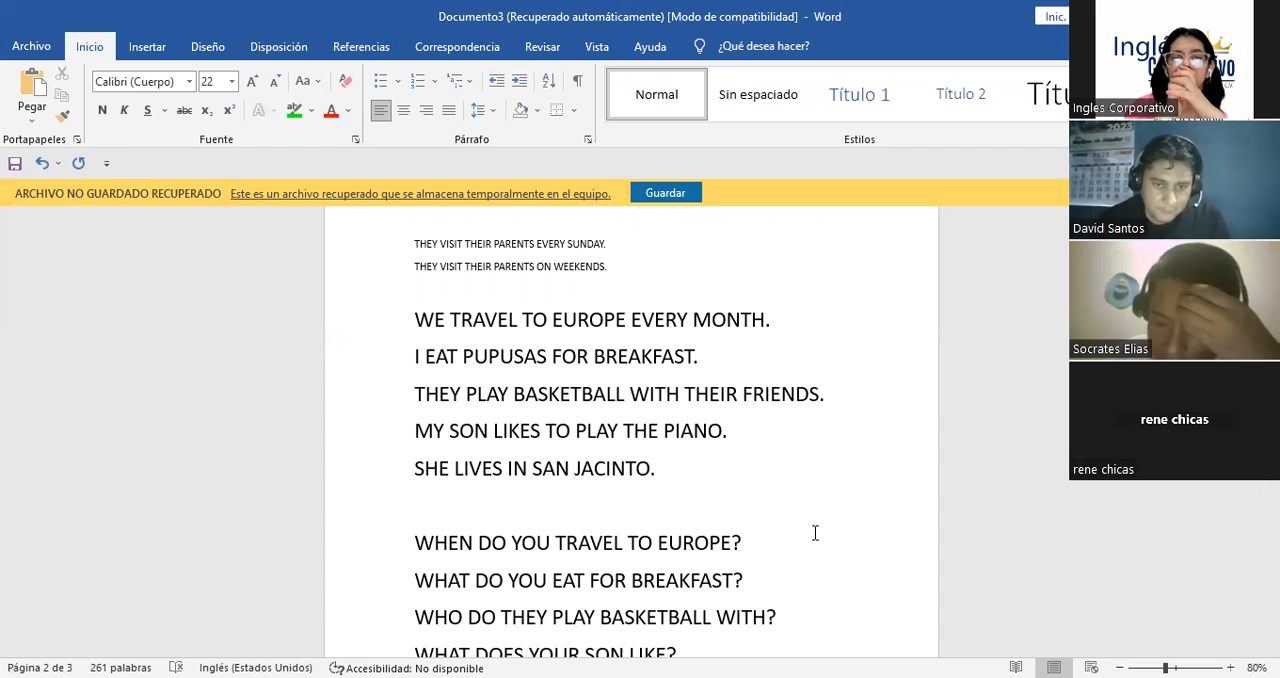 Documento3 (Recuperado automáticamente) [Modo de compatibilidad] - Word
Inic.
Archivo Inicio Insertar Diseño Disposición Referencias Correspondencia Revisar Vista Ayuda ¿Qué desea hacer?
Pegar
Calibri (Cuerpo) 22
Normal Sin espaciado Título 1 Título 2
Portapapeles Fuente Párrafo Estilos
ARCHIVO NO GUARDADO RECUPERADO Este es un archivo recuperado que se almacena temporalmente en el equipo. Guardar
THEY VISIT THEIR PARENTS EVERY SUNDAY.
THEY VISIT THEIR PARENTS ON WEEKENDS.
WE TRAVEL TO EUROPE EVERY MONTH.
I EAT PUPUSAS FOR BREAKFAST.
THEY PLAY BASKETBALL WITH THEIR FRIENDS.
MY SON LIKES TO PLAY THE PIANO.
SHE LIVES IN SAN JACINTO.
WHEN DO YOU TRAVEL TO EUROPE?
WHAT DO YOU EAT FOR BREAKFAST?
WHO DO THEY PLAY BASKETBALL WITH?
WHAT DOES YOUR SON LIKE?
Página 2 de 3 261 palabras Inglés (Estados Unidos) Accesibilidad: No disponible 80%
Ingles Corporativo
2023
David Santos
Socrates Elias
rene chicas
rene chicas